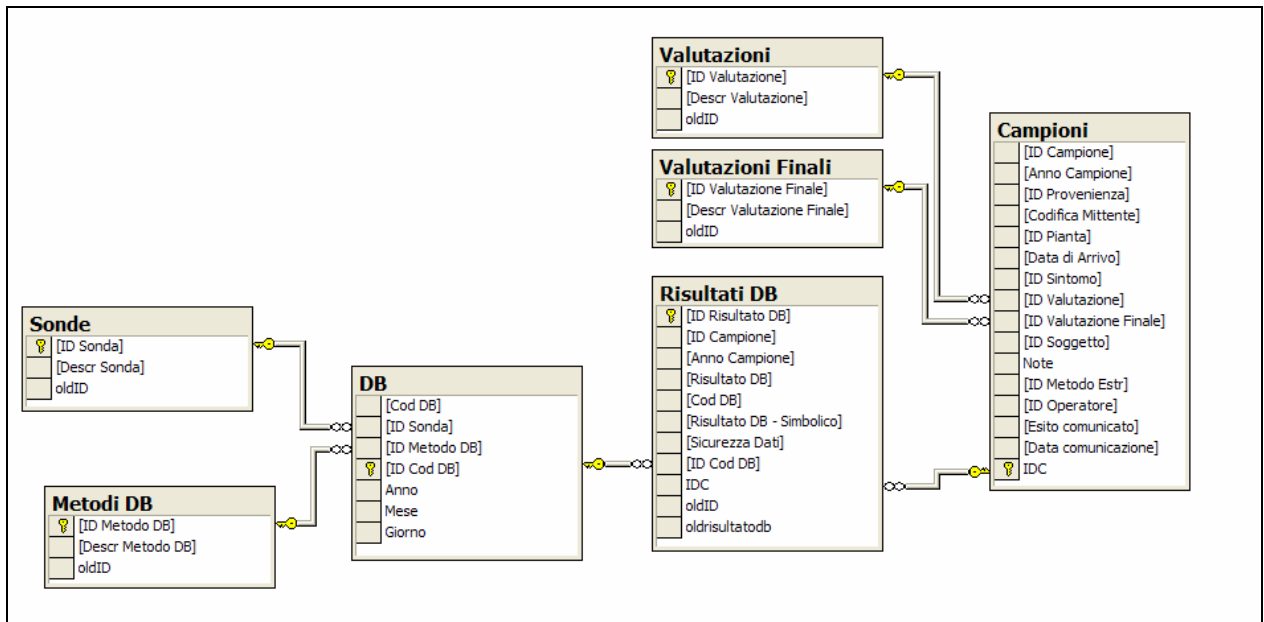 Valutazioni
[ID Valutazione]
[Descr Valutazione]
oldID
Valutazioni Finali
[ID Valutazione Finale]
[Descr Valutazione Finale]
oldID
Campioni
[ID Campione]
[Anno Campione]
[ID Provenienza]
[Codifica Mittente]
[ID Pianta]
[Data di Arrivo]
[ID Sintomo]
[ID Valutazione]
[ID Valutazione Finale]
[ID Soggetto]
Note
[ID Metodo Estr]
[ID Operatore]
[Esito comunicato]
[Data comunicazione]
IDC
Sonde
[ID Sonda]
[Descr Sonda]
oldID
DB
[Cod DB]
[ID Sonda]
[ID Metodo DB]
[ID Cod DB]
Anno
Mese
Giorno
Risultati DB
[ID Risultato DB]
[ID Campione]
[Anno Campione]
[Risultato DB]
[Cod DB]
[Risultato DB - Simbolico]
[Sicurezza Dati]
[ID Cod DB]
IDC
oldID
oldrisultatodb
Metodi DB
[ID Metodo DB]
[Descr Metodo DB]
oldID